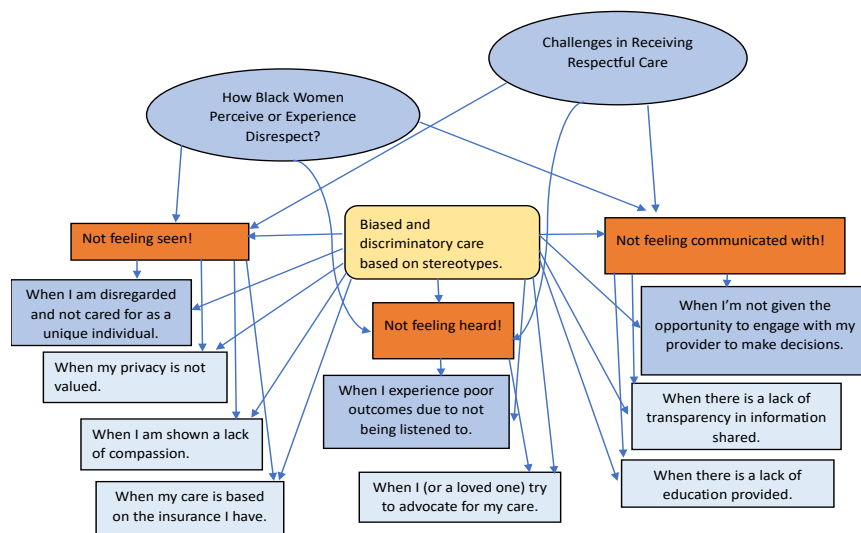 Challenges in Receiving
Respectful Care
How Black Women
Perceive or Experience
Disrespect?
Not feeling seen!
Biased and
discriminatory care
based on stereotypes.
Not feeling communicated with!
When I am disregarded
and not cared for as a
unique individual.
Not feeling heard!
When I’m not given the
opportunity to engage with my
provider to make decisions.
When my privacy is not
valued.
When I experience poor
outcomes due to not
being listened to.
When there is a lack of
transparency in information
shared.
When I am shown a lack
of compassion.
When there is a lack of
education provided.
When my care is based
on the insurance I have.
When I (or a loved one) try
to advocate for my care.